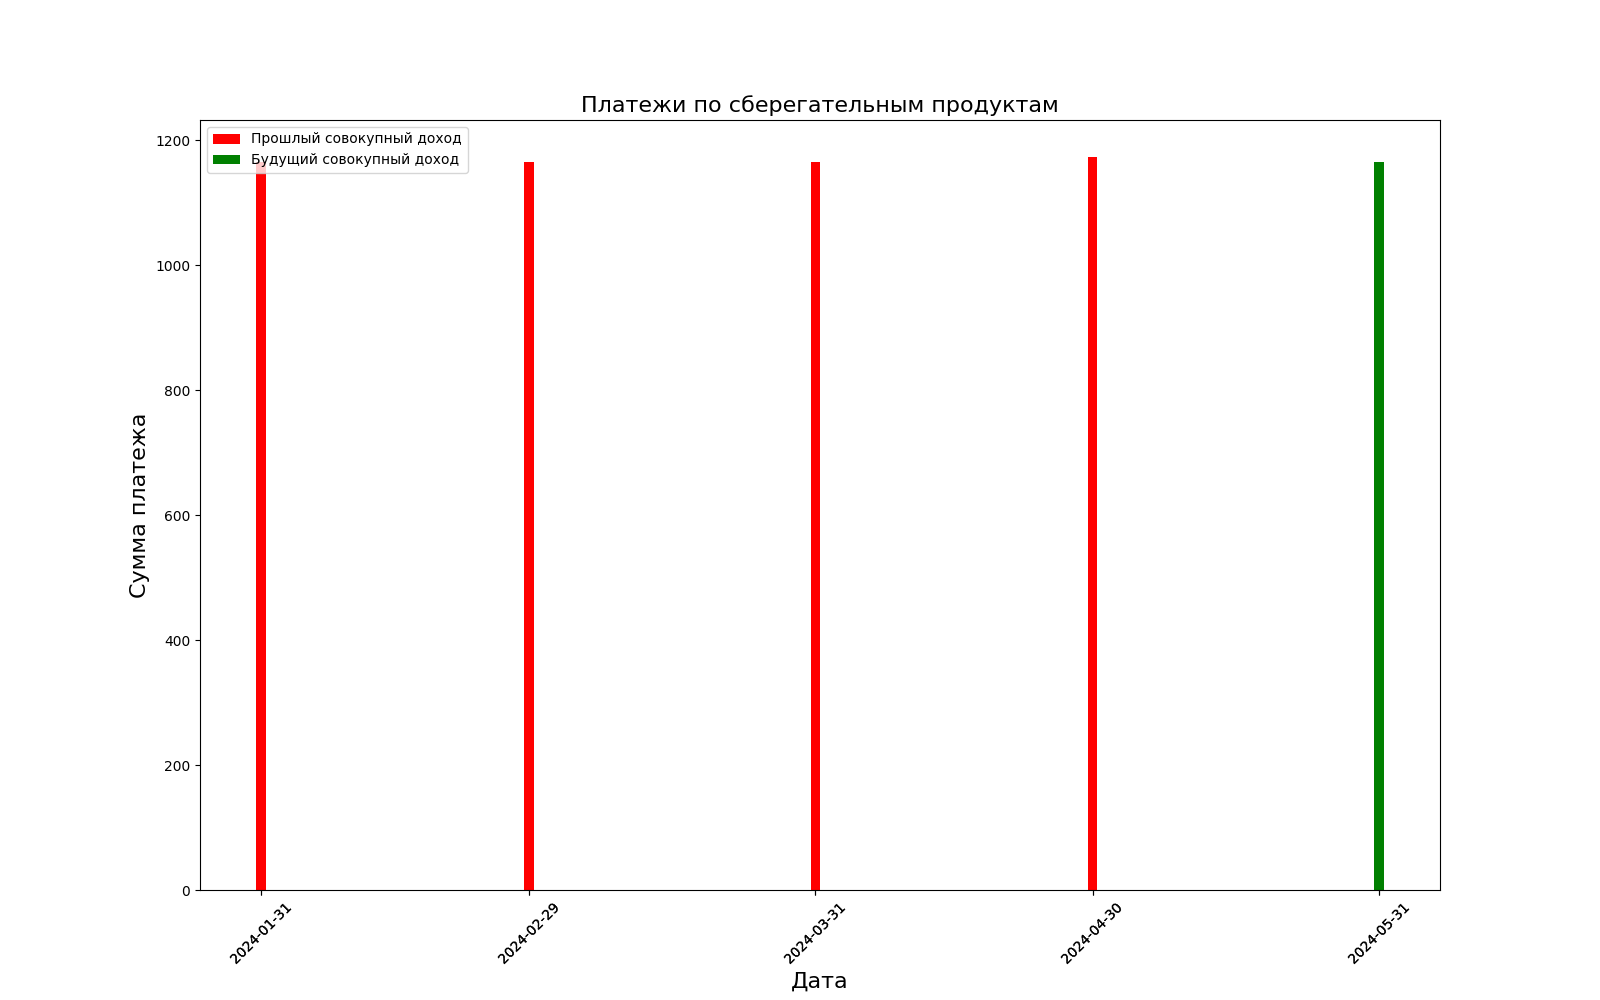 Платежи по сберегательным продуктам
Прошлый совокупный доход
Будущий совокупный доход
1200
1000
800
600
400
200
0
Сумма платежа
2024-01-31
2024-02-29
2024-03-31
2024-04-30
2024-05-31
Дата